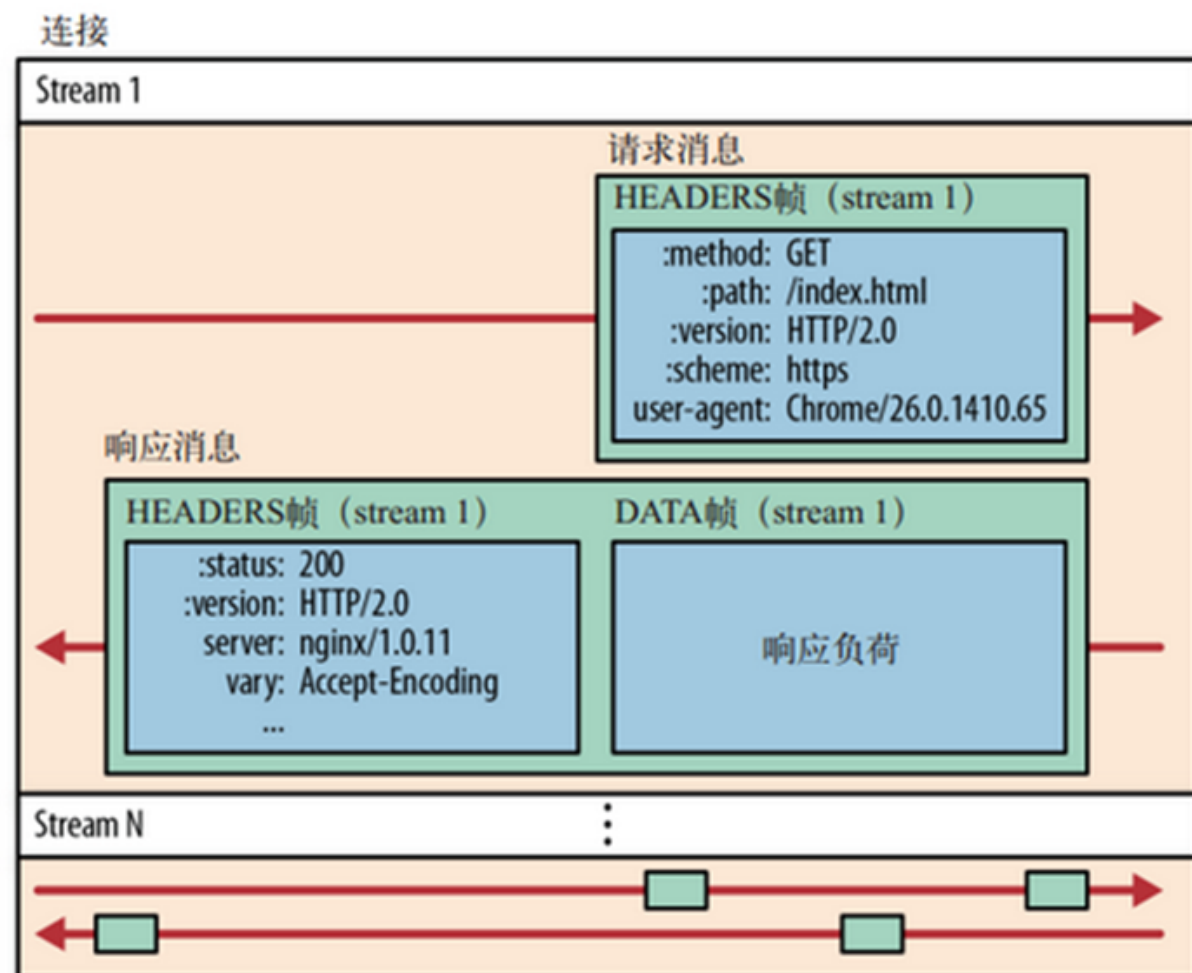 连接
Stream 1
请求消息
HEADERS帧（stream 1）
:method: GET
:path: /index.html
:version: HTTP/2.0
:scheme: https
user-agent: Chrome/26.0.1410.65
响应消息
HEADERS帧（stream 1）
:status: 200
:version: HTTP/2.0
server: nginx/1.0.11
vary: Accept-Encoding
...
DATA帧（stream 1）
响应负荷
Stream N